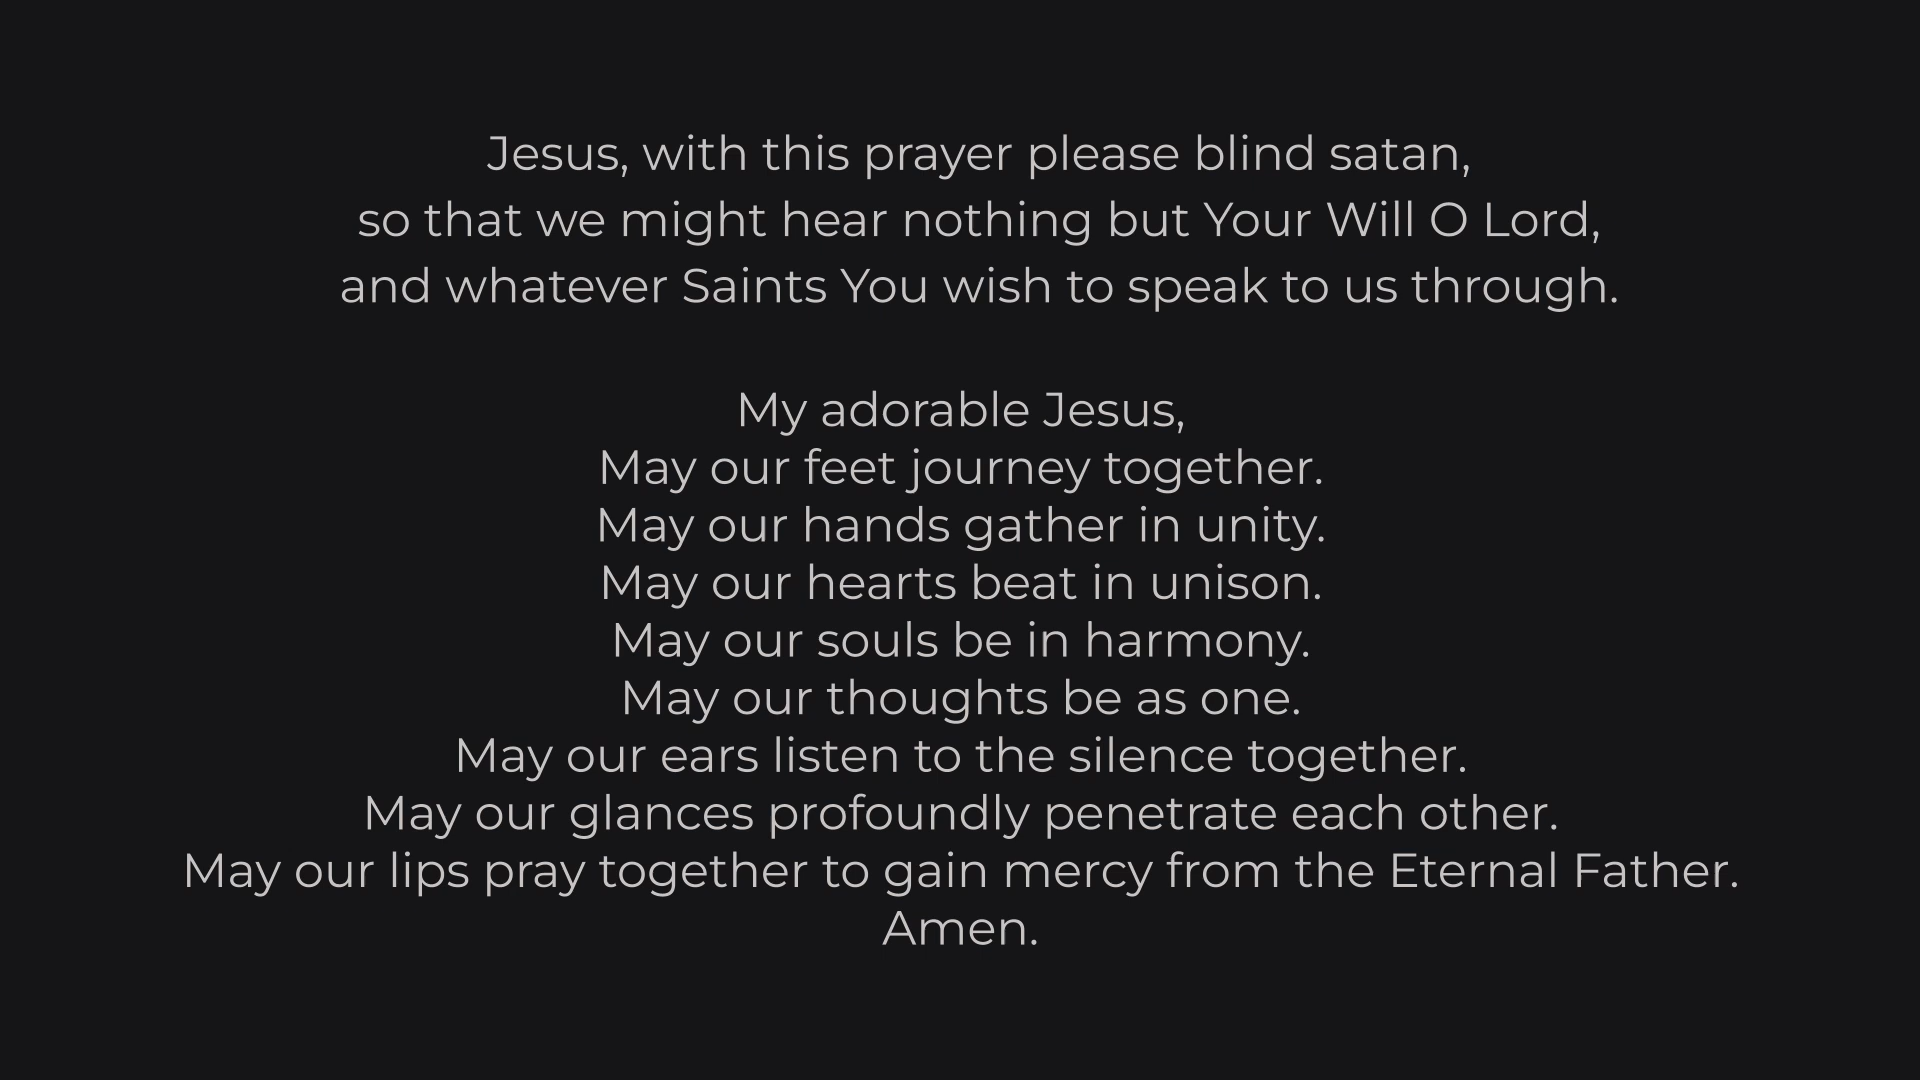 Jesus, with this prayer please blind satan,
so that we might hear nothing but Your Will O Lord,
and whatever Saints You wish to speak to us through.
My adorable Jesus,
May our feet journey together.
May our hands gather in unity.
May our hearts beat in unison.
May our souls be in harmony.
May our thoughts be as one.
May our ears listen to the silence together.
May our glances profoundly penetrate each other.
May our lips pray together to gain mercy from the Eternal Father.
Amen.